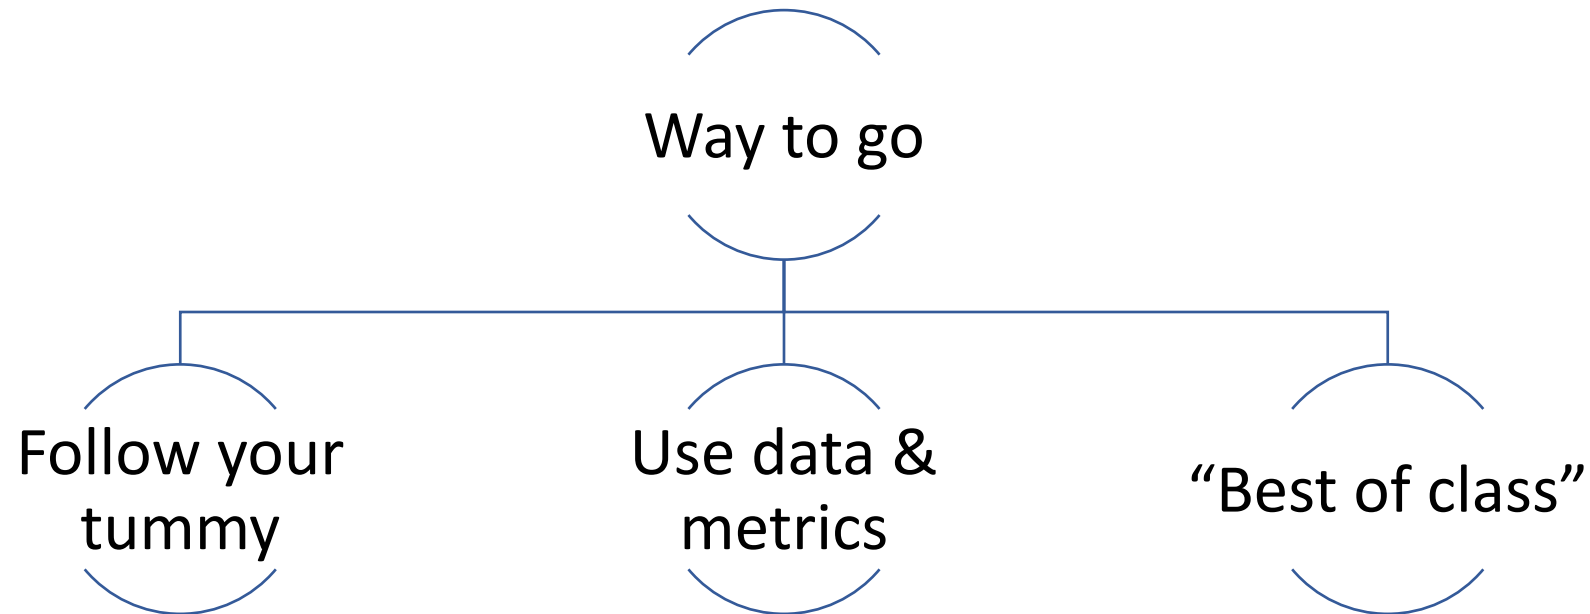 Way to go
Follow your
tummy
Use data &
metrics
“Best of class”